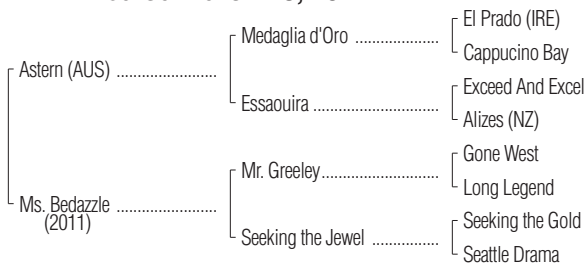 El Prado (IRE)
Medaglia d'Oro ....................
Cappucino Bay
Astern (AUS) ........................
Exceed And Excel
Essaouira ..............................
Alizes (NZ)
Gone West
Mr. Greeley............................
Long Legend
Ms. Bedazzle ........................
(2011)
Seeking the Gold
Seeking the Jewel ................
Seattle Drama